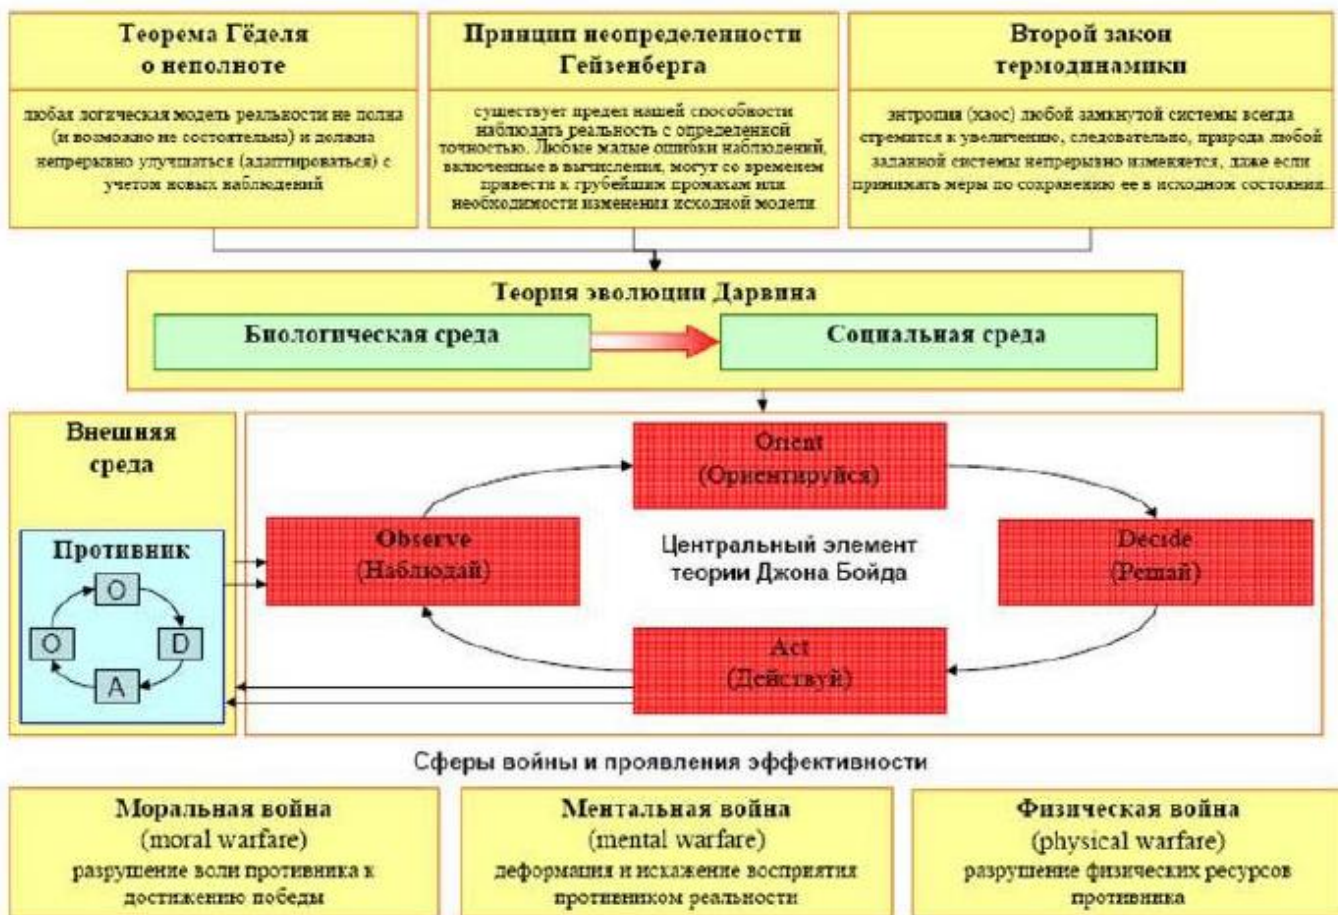 Теорема Гёделя
о неполноте
любая логическая модель реальности не полна
(и возможно не состоятельна) и должна
непрерывно улучшаться (адаптироваться) с
учетом новых наблюдений
Принцип неопределенности
Гейзенберга
существует предел нашей способности
наблюдать реальность с определенной
точностью. Любые малые ошибки наблюдений,
включенные в вычисления, могут со временем
привести к грубейшим промахам или
необходимости изменения исходной модели
Второй закон
термодинамики
энтропия (хаос) любой замкнутой системы всегда
стремится к увеличению, следовательно, природа любой
заданной системы непрерывно изменяется, даже если
принимать меры по сохранению ее в исходном состояния.
Теория эволюции Дарвина
Биологическая среда
Социальная среда
Внешняя
среда
Противник
O
O
D
A
Orient
(Ориентируйся)
Observe
(Наблюдай)
Центральный элемент
теории Джона Бойда
Decide
(Решай)
Act
(Действуй)
Сферы войны и проявления эффективности
Моральная война
(moral warfare)
разрушение воли противника к
достижению победы
Ментальная война
(mental warfare)
деформация и искажение восприятия
противником реальности
Физическая война
(physical warfare)
разрушение физических ресурсов
противника